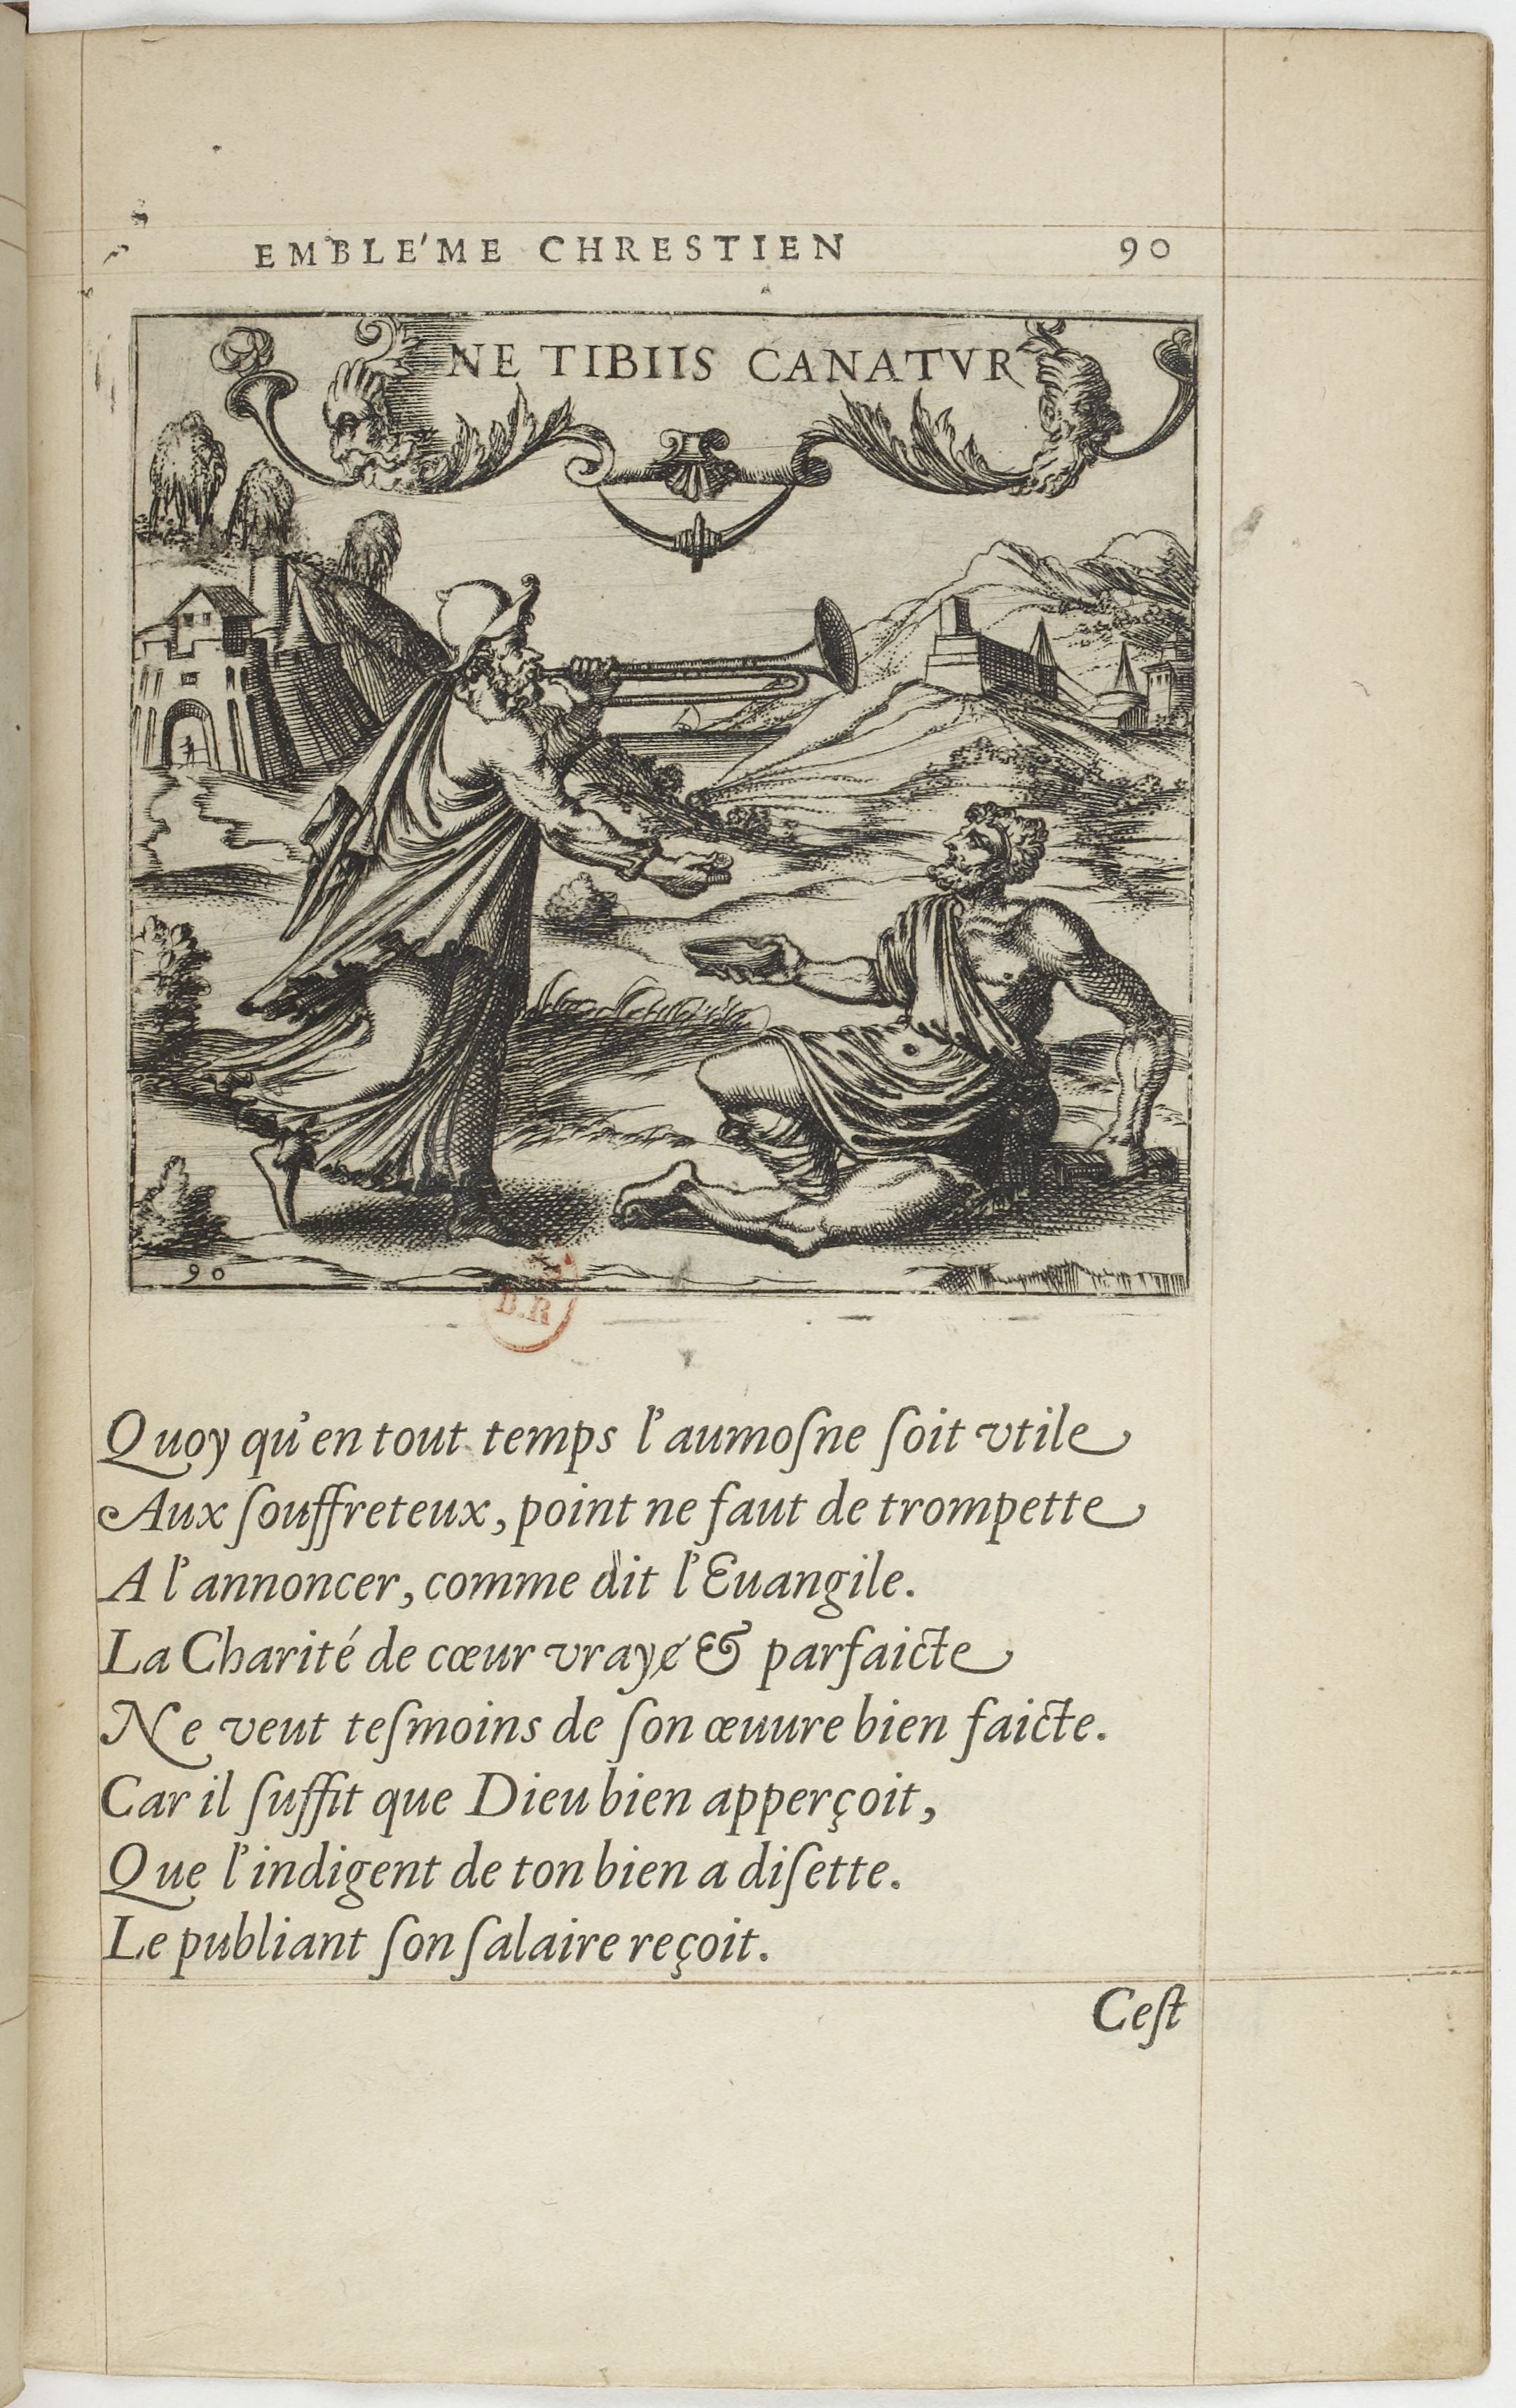 EMBLE'ME CHRESTIEN 90
NE TIBIIS CANATVR
90
B.R
Quoy qu'en tout temps l'aumoſne ſoit vtile
Aux ſouffreteux, point ne faut de trompette
A l'annoncer, comme dit l'Euangile.
La Charité de cœur vraye & parfaicte
Ne veut teſmoins de ſon œuure bien faicte.
Car il ſuffit que Dieu bien apperçoit,
Que l'indigent de ton bien a diſette.
Le publiant ſon ſalaire reçoit.
Ceſt